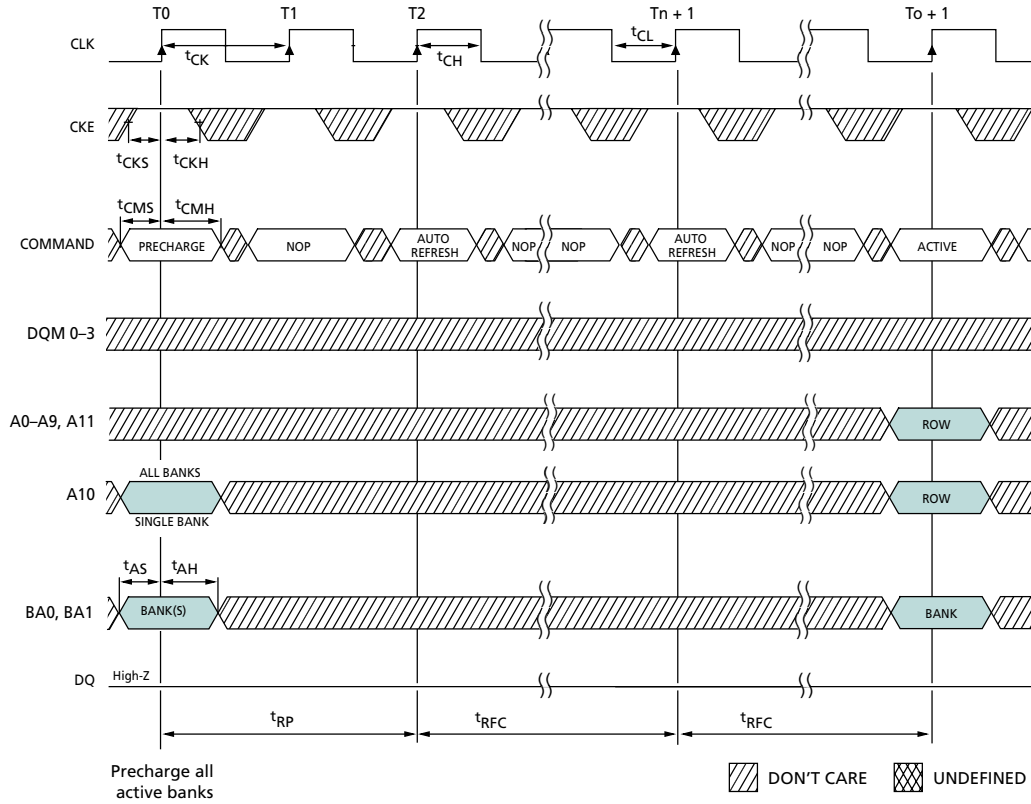 T0 T1 T2 Tn + 1 To + 1
CLK
tCK tCH tCL
CKE
tCKS tCKH
tCMS tCMH
COMMAND PRECHARGE NOP AUTO REFRESH NOP NOP AUTO REFRESH NOP NOP ACTIVE
DQM 0–3
A0–A9, A11 ROW
ALL BANKS
A10 ROW
SINGLE BANK
tAS tAH
BA0, BA1 BANK(S) BANK
DQ High-Z
tRP tRFC tRFC
Precharge all
active banks
DON'T CARE UNDEFINED